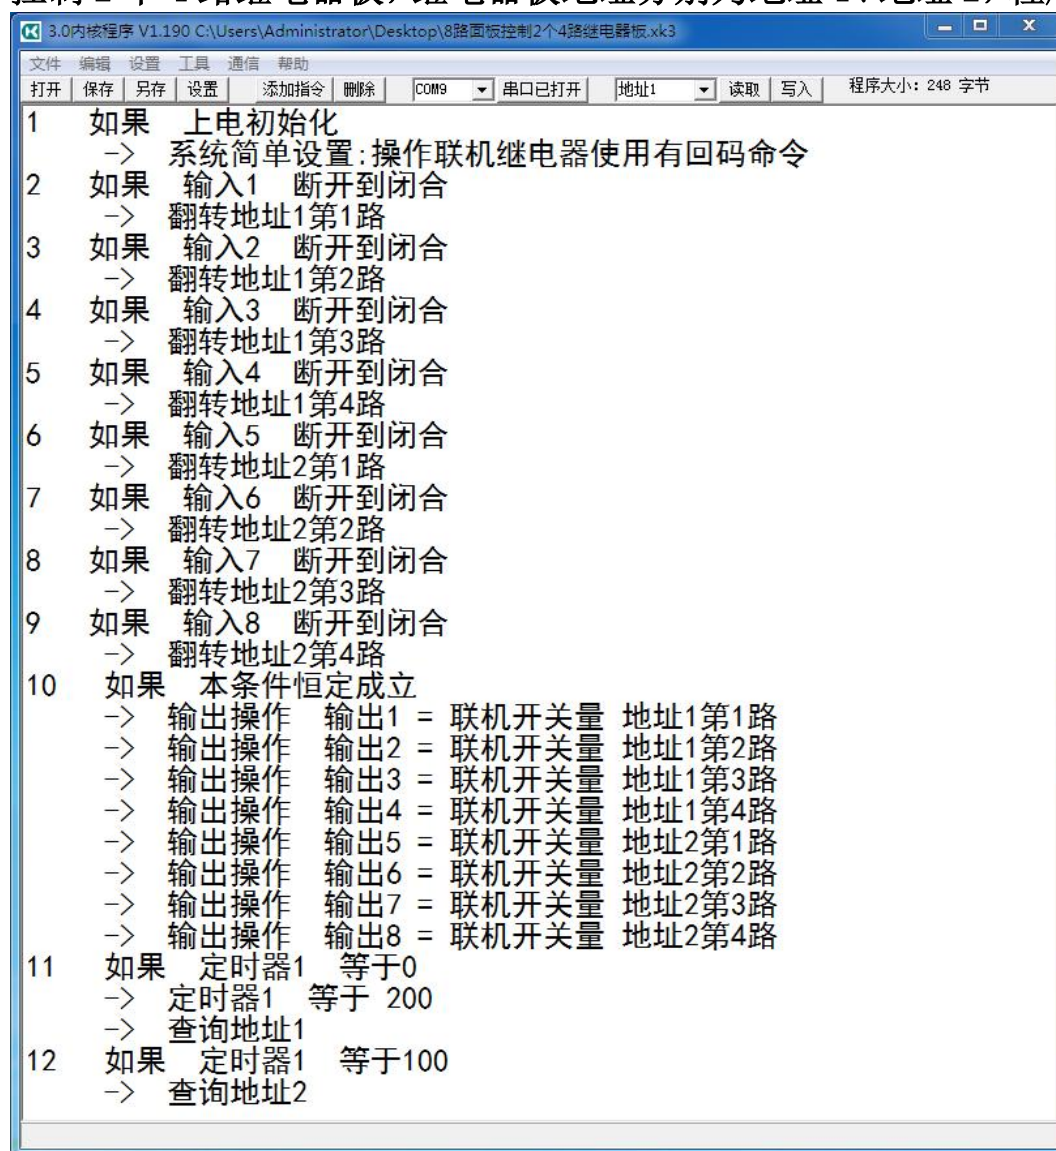 3.0内核程序 V1.190 C:\Users\Administrator\Desktop\8路面板控制2个4路继电器板.xk3
文件 编辑 设置 工具 通信 帮助
打开 保存 另存 设置 添加指令 删除 COM9 串口已打开 地址1 读取 写入 程序大小: 248 字节
1 如果 上电初始化
-> 系统简单设置:操作联机继电器使用有回码命令
2 如果 输入1 断开到闭合
-> 翻转地址1第1路
3 如果 输入2 断开到闭合
-> 翻转地址1第2路
4 如果 输入3 断开到闭合
-> 翻转地址1第3路
5 如果 输入4 断开到闭合
-> 翻转地址1第4路
6 如果 输入5 断开到闭合
-> 翻转地址2第1路
7 如果 输入6 断开到闭合
-> 翻转地址2第2路
8 如果 输入7 断开到闭合
-> 翻转地址2第3路
9 如果 输入8 断开到闭合
-> 翻转地址2第4路
10 如果 本条件恒定成立
-> 输出操作 输出1 = 联机开关量 地址1第1路
-> 输出操作 输出2 = 联机开关量 地址1第2路
-> 输出操作 输出3 = 联机开关量 地址1第3路
-> 输出操作 输出4 = 联机开关量 地址1第4路
-> 输出操作 输出5 = 联机开关量 地址2第1路
-> 输出操作 输出6 = 联机开关量 地址2第2路
-> 输出操作 输出7 = 联机开关量 地址2第3路
-> 输出操作 输出8 = 联机开关量 地址2第4路
11 如果 定时器1 等于0
-> 定时器1 等于 200
-> 查询地址1
12 如果 定时器1 等于100
-> 查询地址2